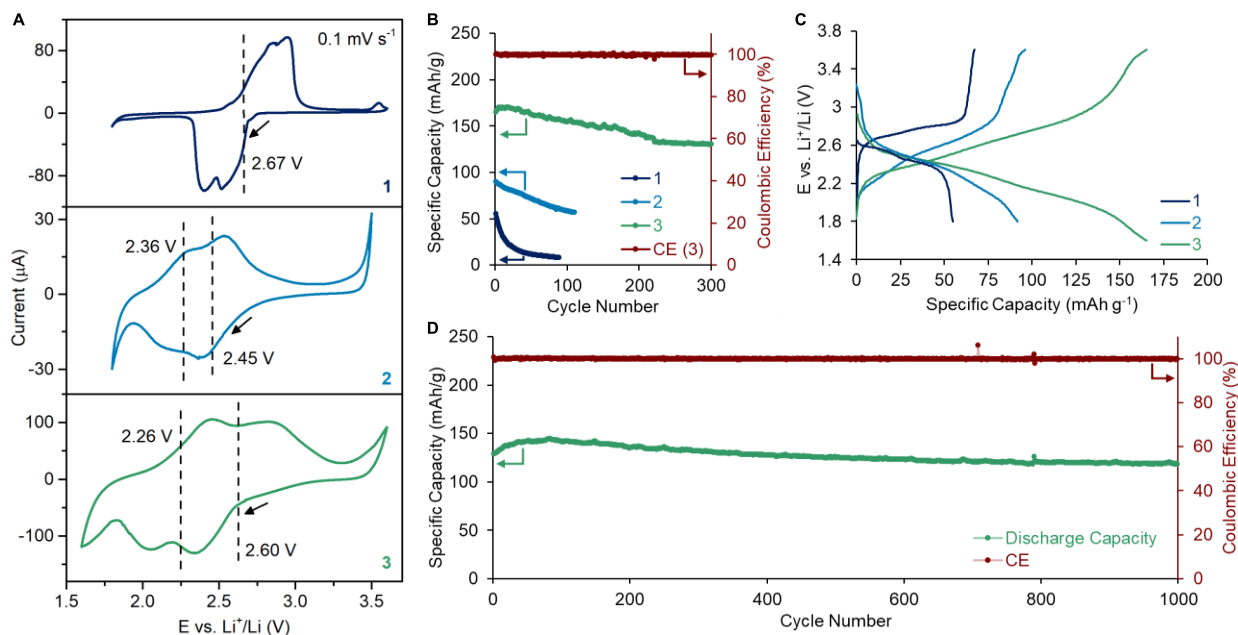 A
0.1 mV s⁻¹
80
0
-80
2.67 V
1
30
0
-30
2.36 V
2.45 V
2
100
0
-100
2.26 V
2.60 V
3
Current (μA)
1.5 2.0 2.5 3.0 3.5
E vs. Li⁺/Li (V)
B
250
200
150
100
50
0
Specific Capacity (mAh/g)
100
80
60
40
20
0
Coulombic Efficiency (%)
1
2
3
CE (3)
0 100 200 300
Cycle Number
C
3.8
3.4
3
2.6
2.2
1.8
1.4
E vs. Li⁺/Li (V)
1
2
3
0 25 50 75 100 125 150 175 200
Specific Capacity (mAh g⁻¹)
D
250
200
150
100
50
0
Specific Capacity (mAh/g)
100
80
60
40
20
0
Coulombic Efficiency (%)
Discharge Capacity
CE
0 200 400 600 800 1000
Cycle Number